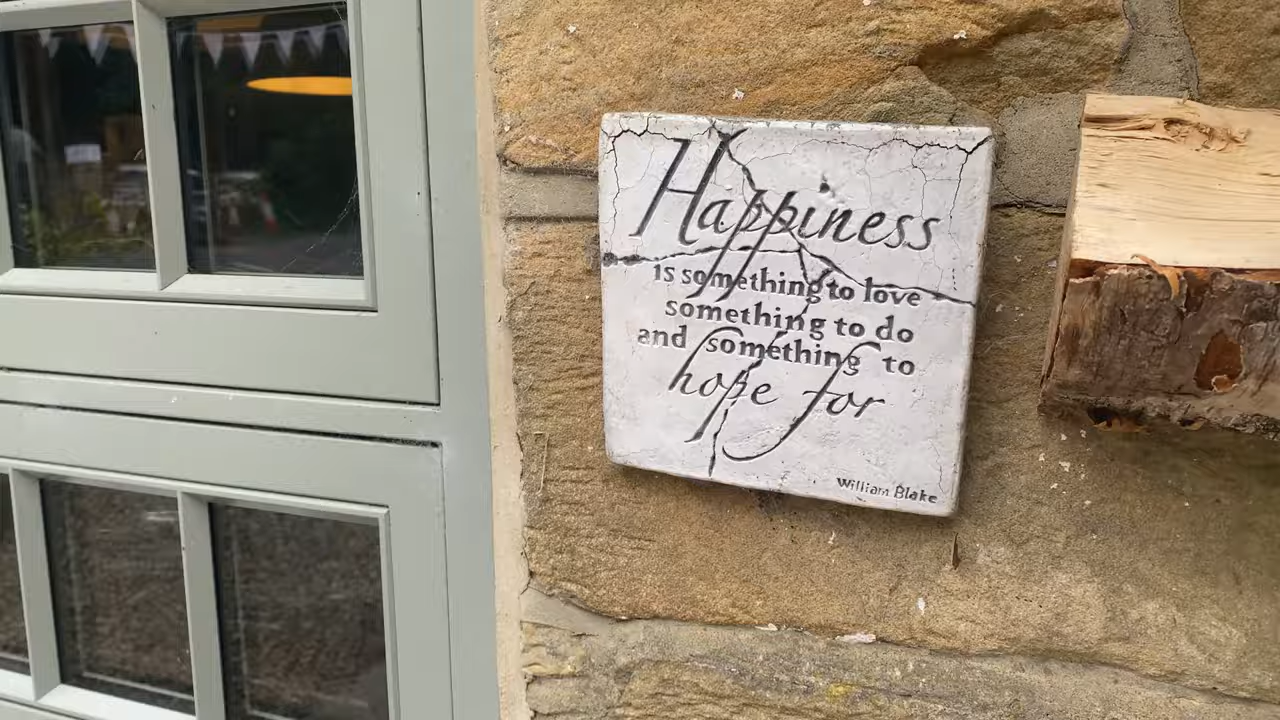 Happiness
is something to love
something to do
and something to
hope for
William Blake